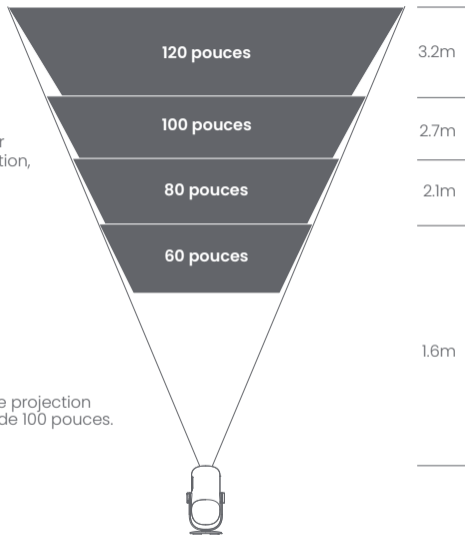 120 pouces
3.2m
100 pouces
2.7m
tion,
80 pouces
2.1m
60 pouces
1.6m
e projection
de 100 pouces.